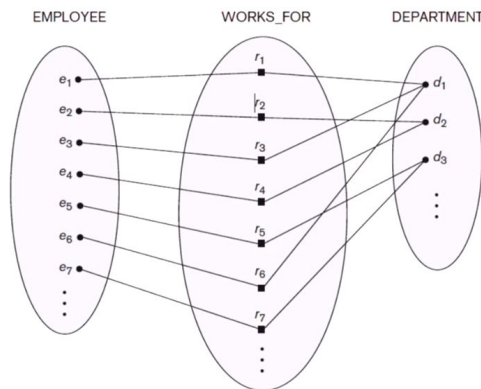 EMPLOYEE WORKS_FOR DEPARTMENT
e1
e2
e3
e4
e5
e6
e7
r1
r2
r3
r4
r5
r6
r7
d1
d2
d3